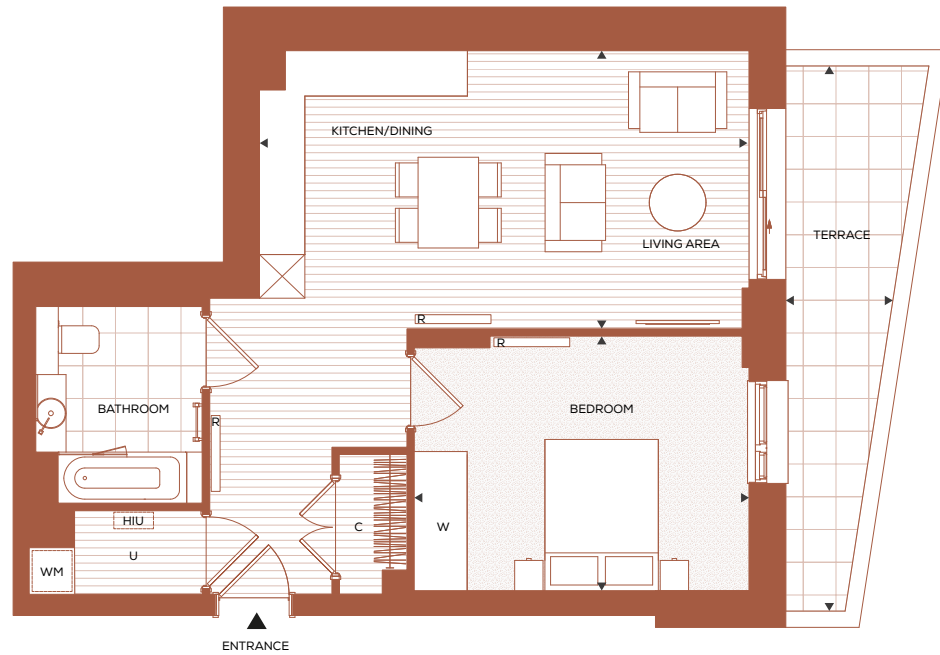 KITCHEN/DINING
LIVING AREA
TERRACE
R
R
BATHROOM
R
BEDROOM
HIU
C
W
U
WM
ENTRANCE